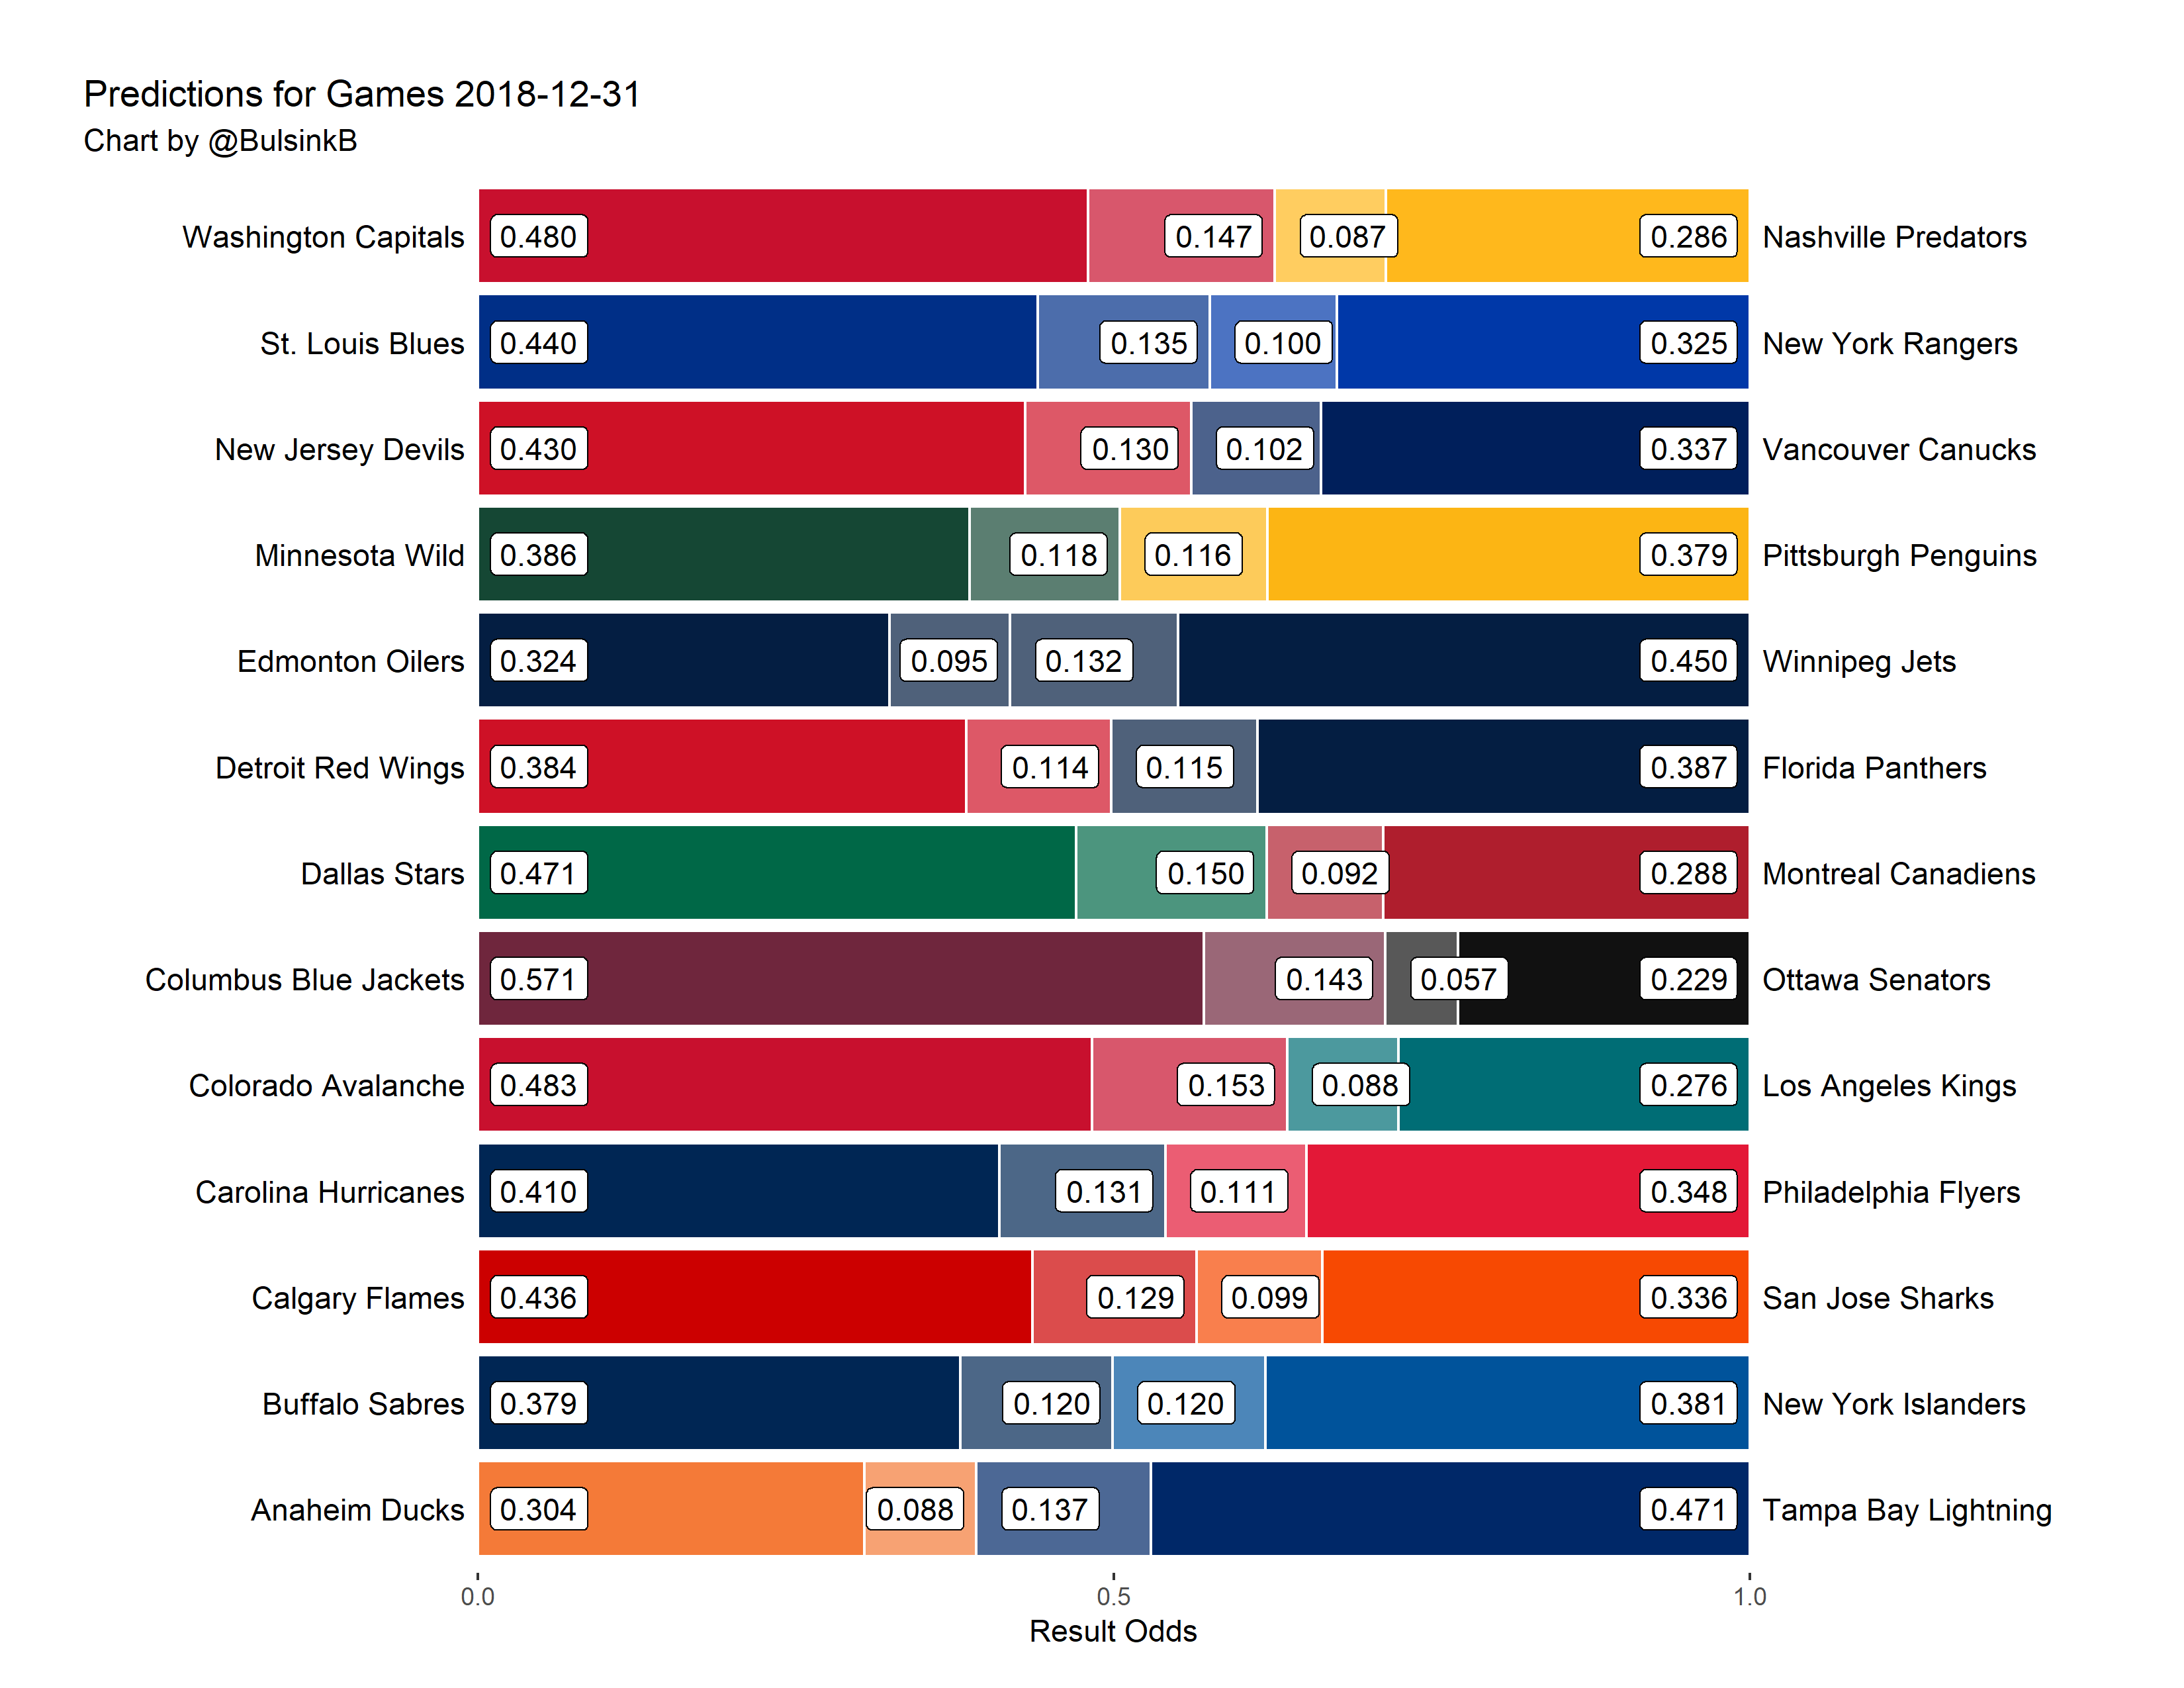 Predictions for Games 2018-12-31
Chart by @BulsinkB
Washington Capitals 0.480 0.147 0.087 0.286 Nashville Predators
St. Louis Blues 0.440 0.135 0.100 0.325 New York Rangers
New Jersey Devils 0.430 0.130 0.102 0.337 Vancouver Canucks
Minnesota Wild 0.386 0.118 0.116 0.379 Pittsburgh Penguins
Edmonton Oilers 0.324 0.095 0.132 0.450 Winnipeg Jets
Detroit Red Wings 0.384 0.114 0.115 0.387 Florida Panthers
Dallas Stars 0.471 0.150 0.092 0.288 Montreal Canadiens
Columbus Blue Jackets 0.571 0.143 0.057 0.229 Ottawa Senators
Colorado Avalanche 0.483 0.153 0.088 0.276 Los Angeles Kings
Carolina Hurricanes 0.410 0.131 0.111 0.348 Philadelphia Flyers
Calgary Flames 0.436 0.129 0.099 0.336 San Jose Sharks
Buffalo Sabres 0.379 0.120 0.120 0.381 New York Islanders
Anaheim Ducks 0.304 0.088 0.137 0.471 Tampa Bay Lightning
0.0 0.5 1.0
Result Odds